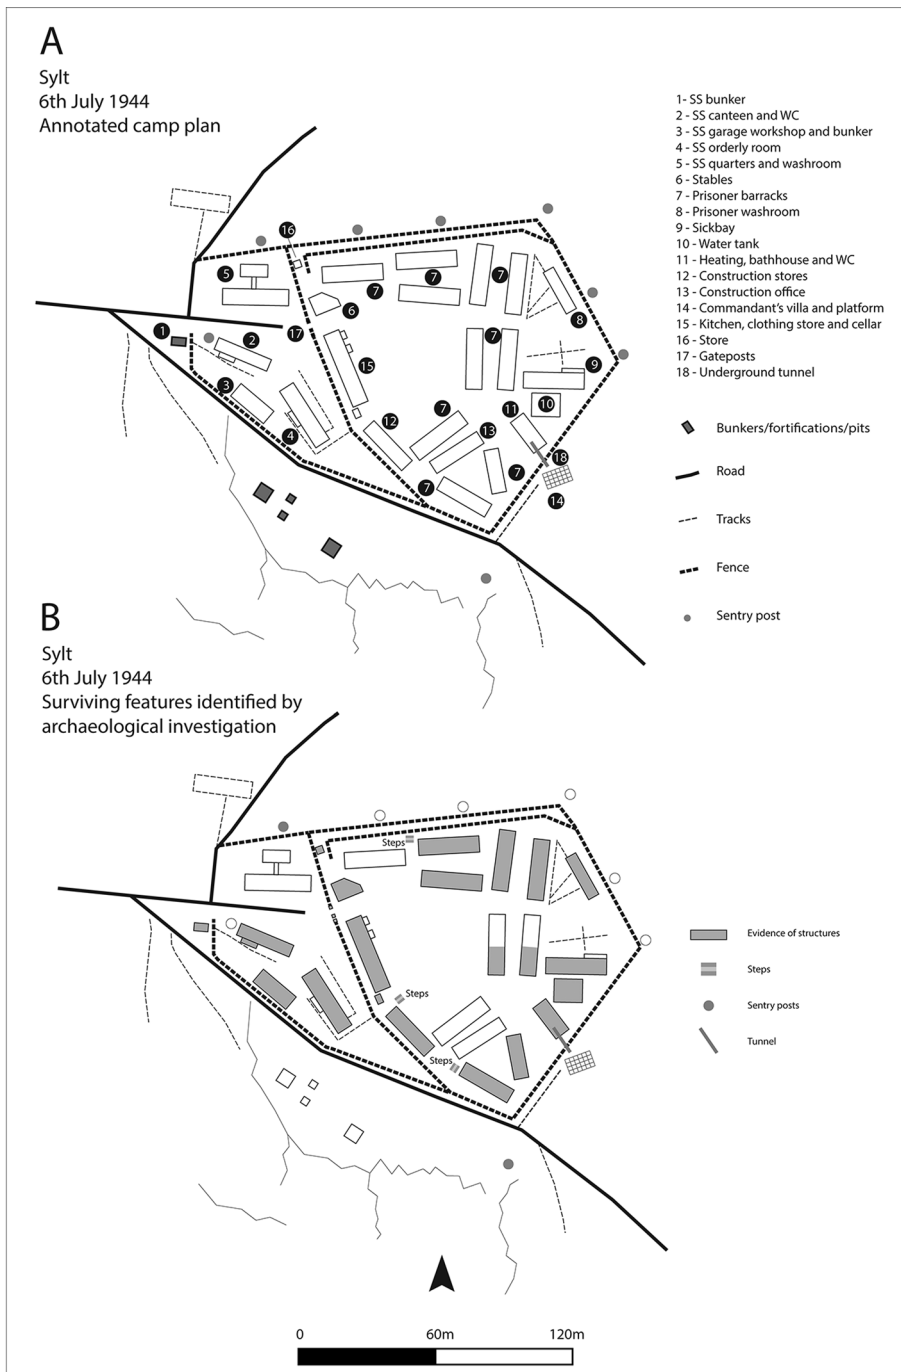 A
Sylt
6th July 1944
Annotated camp plan
1- SS bunker
2 - SS canteen and WC
3 - SS garage workshop and bunker
4 - SS orderly room
5 - SS quarters and washroom
6 - Stables
7 - Prisoner barracks
8 - Prisoner washroom
9 - Sickbay
10 - Water tank
11 - Heating, bathhouse and WC
12 - Construction stores
13 - Construction office
14 - Commandant's villa and platform
15 - Kitchen, clothing store and cellar
16 - Store
17 - Gateposts
18 - Underground tunnel
Bunkers/fortifications/pits
Road
Tracks
Fence
Sentry post
16
5
7
7
7
6
8
1
2
17
7
15
9
3
10
7
11
12
13
4
18
7
7
14
B
Sylt
6th July 1944
Surviving features identified by
archaeological investigation
Steps
Steps
Steps
Evidence of structures
Steps
Sentry posts
Tunnel
0 60m 120m